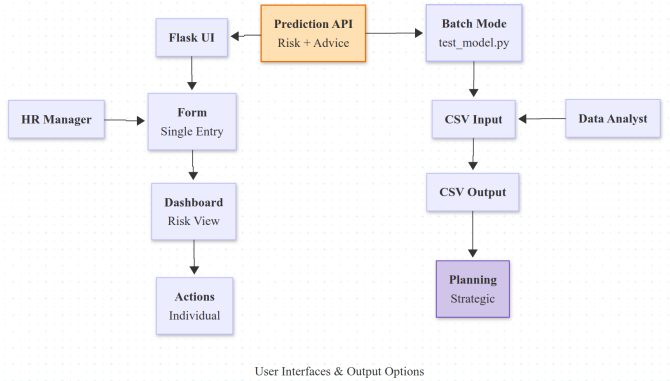 Prediction API
Risk + Advice
Flask UI
Batch Mode
test_model.py
HR Manager
Form
Single Entry
CSV Input
Data Analyst
Dashboard
Risk View
CSV Output
Actions
Individual
Planning
Strategic
User Interfaces & Output Options